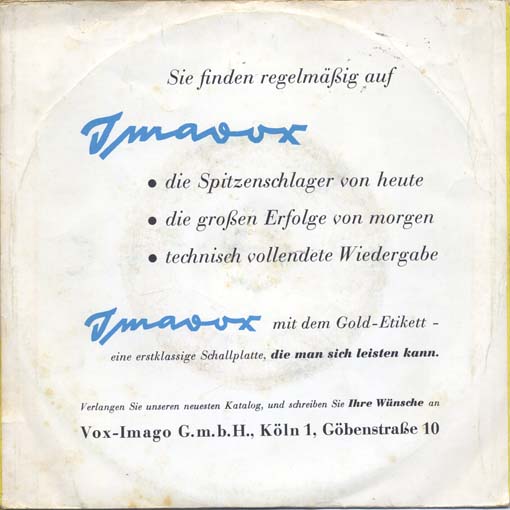 Sie finden regelmäßig auf
Imavox
• die Spitzenschlager von heute
• die großen Erfolge von morgen
• technisch vollendete Wiedergabe
Imavox mit dem Gold-Etikett -
eine erstklassige Schallplatte, die man sich leisten kann.
Verlangen Sie unseren neuesten Katalog, und schreiben Sie Ihre Wünsche an
Vox-Imago G.m.b.H., Köln 1, Göbenstraße 10